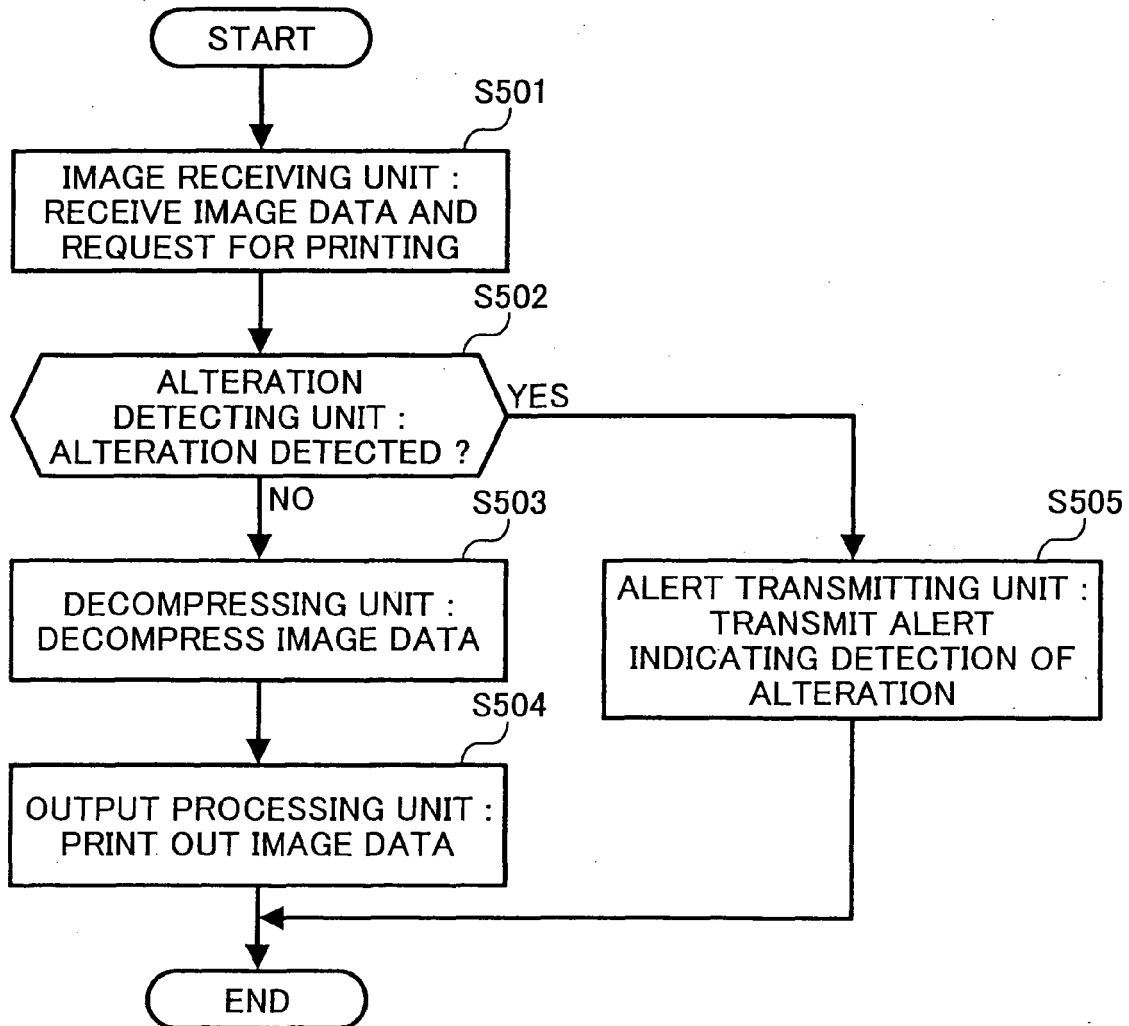 START
S501
IMAGE RECEIVING UNIT :
RECEIVE IMAGE DATA AND
REQUEST FOR PRINTING
S502
ALTERATION
DETECTING UNIT :
ALTERATION DETECTED ?
YES
NO
S503
DECOMPRESSING UNIT :
DECOMPRESS IMAGE DATA
S505
ALERT TRANSMITTING UNIT :
TRANSMIT ALERT
INDICATING DETECTION OF
ALTERATION
S504
OUTPUT PROCESSING UNIT :
PRINT OUT IMAGE DATA
END